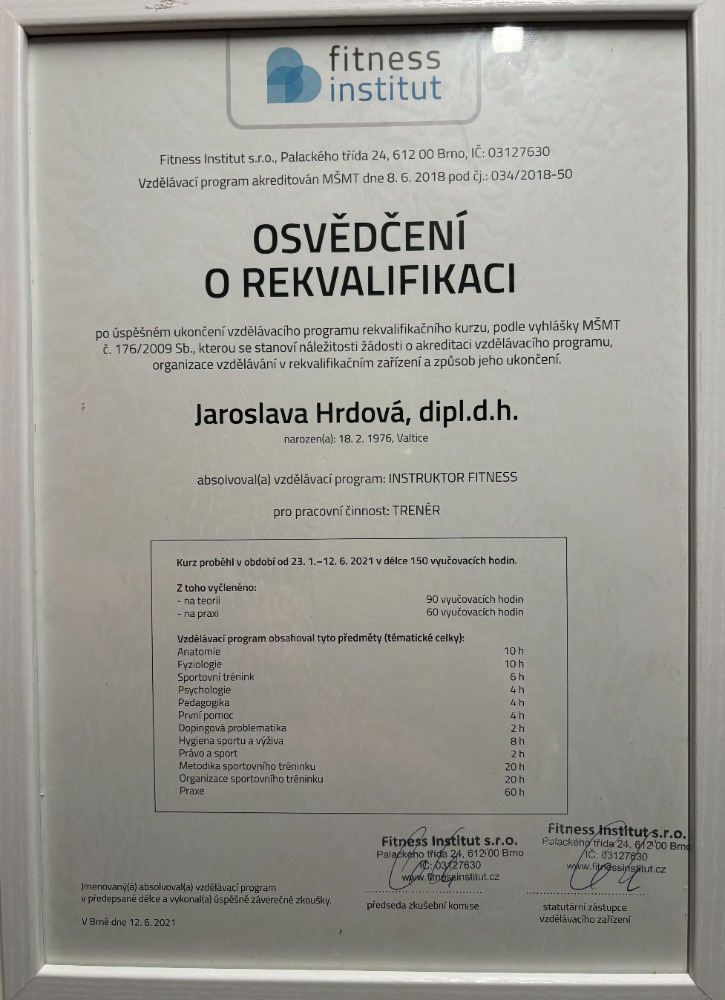 fitness
institut
Fitness Institut s.r.o., Palackého třída 24, 612 00 Brno, IČ: 03127630
Vzdělávací program akreditován MŠMT dne 8. 6. 2018 pod čj.: 034/2018-50
OSVĚDČENÍ
O REKVALIFIKACI
po úspěšném ukončení vzdělávacího programu rekvalifikačního kurzu, podle vyhlášky MŠMT
č. 176/2009 Sb., kterou se stanoví náležitosti žádosti o akreditaci vzdělávacího programu,
organizace vzdělávání v rekvalifikačním zařízení a způsob jeho ukončení.
Jaroslava Hrdová, dipl.d.h.
narozen(a): 18. 2. 1976, Valtice
absolvoval(a) vzdělávací program: INSTRUKTOR FITNESS
pro pracovní činnost: TRENÉR
Kurz proběhl v období od 23. 1.–12. 6. 2021 v délce 150 vyučovacích hodin.
Z toho vyčleněno:
- na teorii 90 vyučovacích hodin
- na praxi 60 vyučovacích hodin
Vzdělávací program obsahoval tyto předměty (tématické celky):
Anatomie 10 h
Fyziologie 10 h
Sportovní trénink 6 h
Psychologie 4 h
Pedagogika 4 h
První pomoc 4 h
Dopingová problematika 2 h
Hygiena sportu a výživa 8 h
Právo a sport 2 h
Metodika sportovního tréninku 20 h
Organizace sportovního tréninku 20 h
Praxe 60 h
Fitness Institut s.r.o.
Palackého třída 24, 612 00 Brno
IČ: 03127630
www.fitnessinstitut.cz
předseda zkušební komise
Fitness Institut s.r.o.
Palackého třída 24, 612 00 Brno
IČ: 03127630
www.fitnessinstitut.cz
statutární zástupce
vzdělávacího zařízení
Jmenovaný(á) absolvoval(a) vzdělávací program
v předepsané délce a vykonal(a) úspěšně závěrečné zkoušky.
V Brně dne 12. 6. 2021